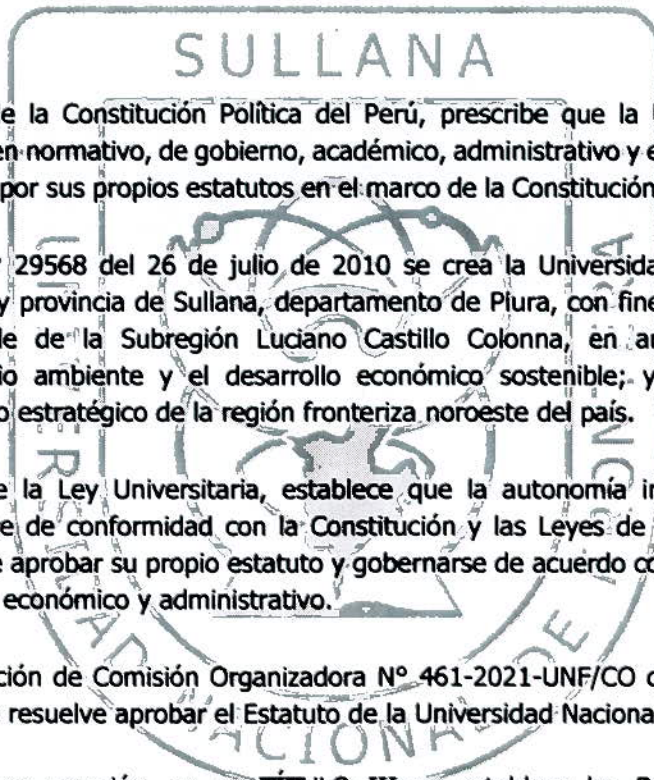 SULLANA
e la Constitución Política del Perú, prescribe que la
en normativo, de gobierno, académico, administrativo y e
por sus propios estatutos en el marco de la Constitución
29568 del 26 de julio de 2010 se crea la Universida
y provincia de Sullana, departamento de Piura, con fine
le de la Subregión Luciano Castillo Colonna, en a
io ambiente y el desarrollo económico sostenible; y
o estratégico de la región fronteriza noroeste del país.
e la Ley Universitaria, establece que la autonomía i
e de conformidad con la Constitución y las Leyes de
e aprobar su propio estatuto y gobernarse de acuerdo co
económico y administrativo.
ción de Comisión Organizadora Nº 461-2021-UNF/CO
resuelve aprobar el Estatuto de la Universidad Naciona